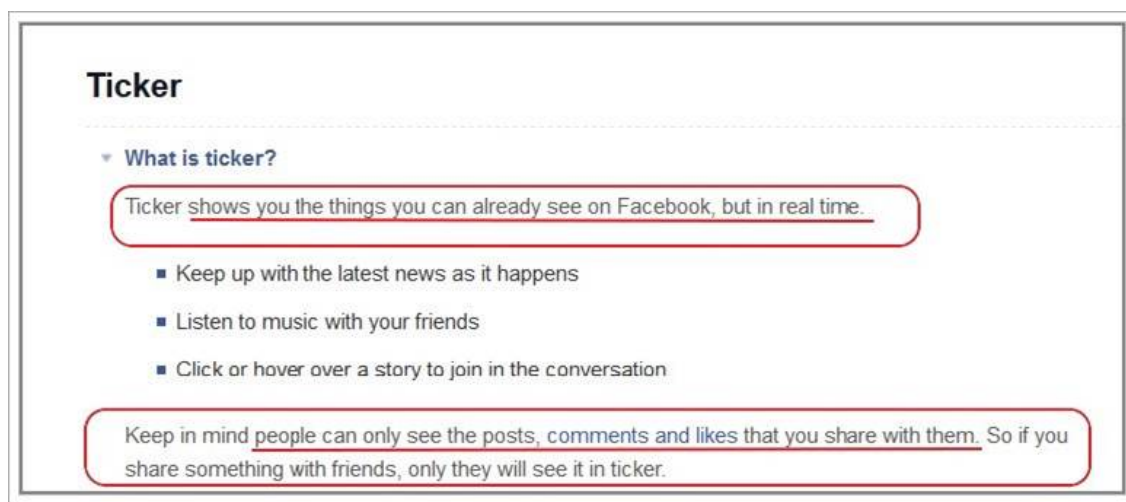 Ticker
What is ticker?
Ticker shows you the things you can already see on Facebook, but in real time.
Keep up with the latest news as it happens
Listen to music with your friends
Click or hover over a story to join in the conversation
Keep in mind people can only see the posts, comments and likes that you share with them. So if you
share something with friends, only they will see it in ticker.